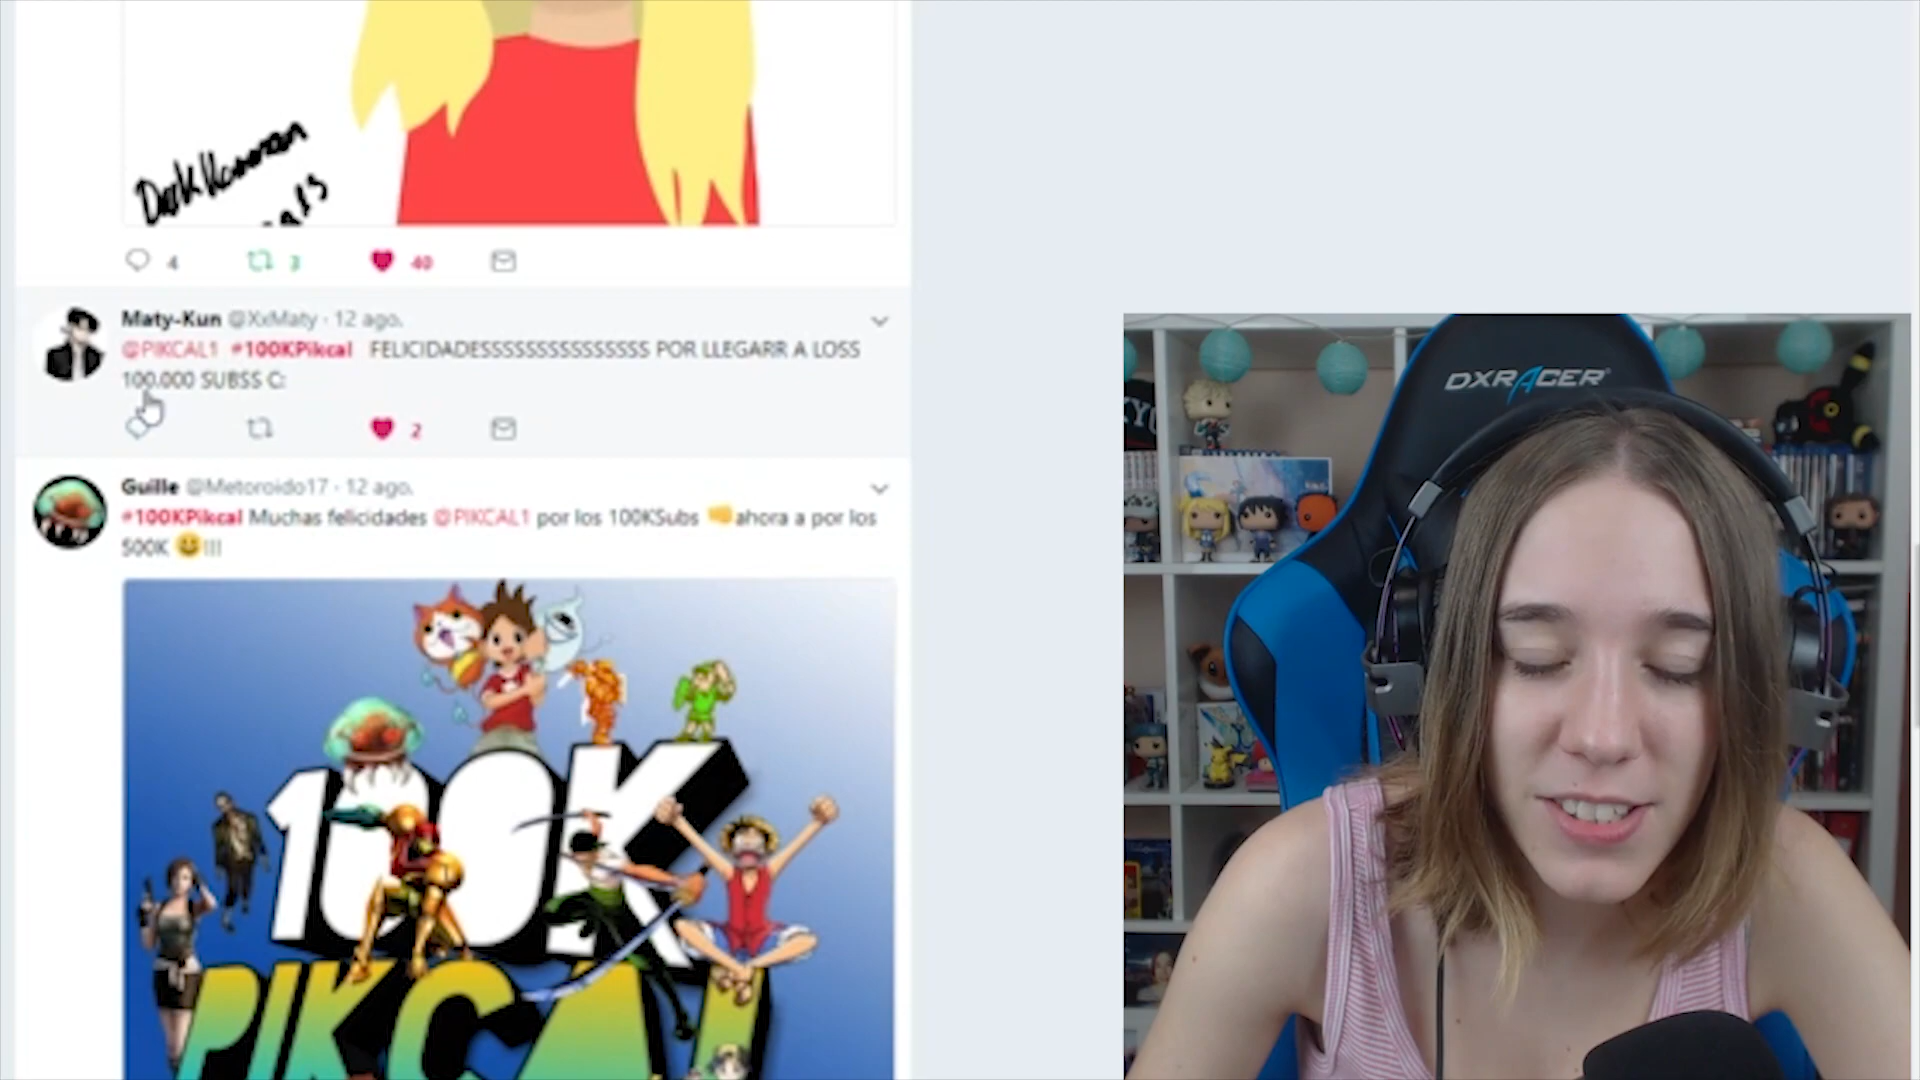 4 3 40
Maty-Kun @XxMaty · 12 ago.
@PIKCAL1 #100KPikcal FELICIDADESSSSSSSSSSSSSSS POR LLEGARR A LOSS
100.000 SUBSS C:
2
Guille @Metoroido17 · 12 ago.
#100KPikcal Muchas felicidades @PIKCAL1 por los 100KSubs 👊ahora a por los
500K 😃!!!
100K
PIKCAL
DXRACER